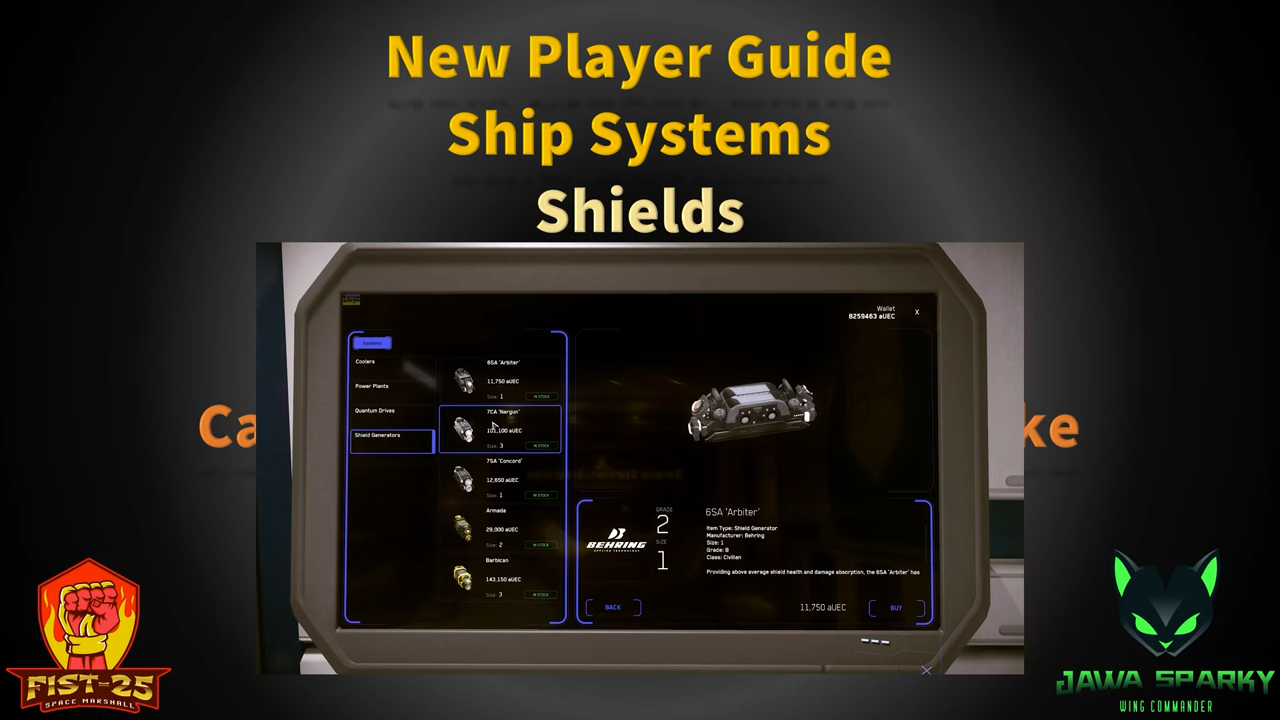 New Player Guide
Ship Systems
Shields
Ca
ke
Wallet
8259463 aUEC
X
Systems
Coolers
Power Plants
Quantum Drives
Shield Generators
6SA 'Arbiter'
11,750 aUEC
Size: 1
IN STOCK
7CA 'Nargun'
101,100 aUEC
Size: 3
IN STOCK
7SA 'Concord'
12,650 aUEC
Size: 1
IN STOCK
Armada
29,000 aUEC
Size: 2
IN STOCK
Barbican
143,150 aUEC
Size: 3
IN STOCK
BEHRING
APPLIED TECHNOLOGY
GRADE
2
SIZE
1
6SA 'Arbiter'
Item Type: Shield Generator
Manufacturer: Behring
Size: 1
Grade: B
Class: Civilian
Providing above average shield health and damage absorption, the 6SA 'Arbiter' has
BACK
11,750 aUEC
BUY
FIST-25
SPACE MARSHALL
JAWA SPARKY
WING COMMANDER